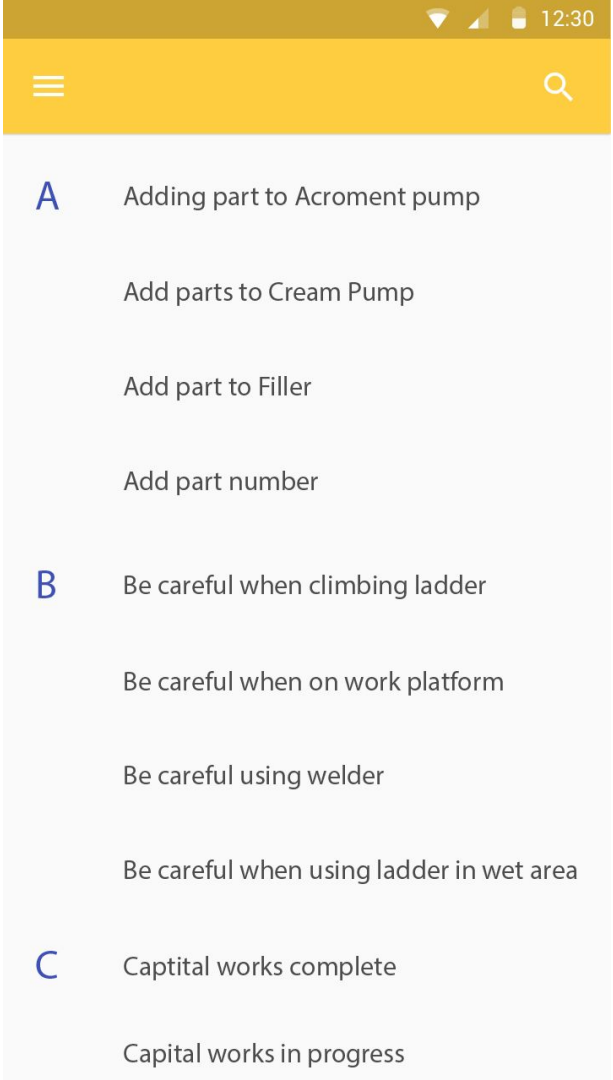 12:30
A Adding part to Acroment pump
Add parts to Cream Pump
Add part to Filler
Add part number
B Be careful when climbing ladder
Be careful when on work platform
Be careful using welder
Be careful when using ladder in wet area
C Captital works complete
Capital works in progress